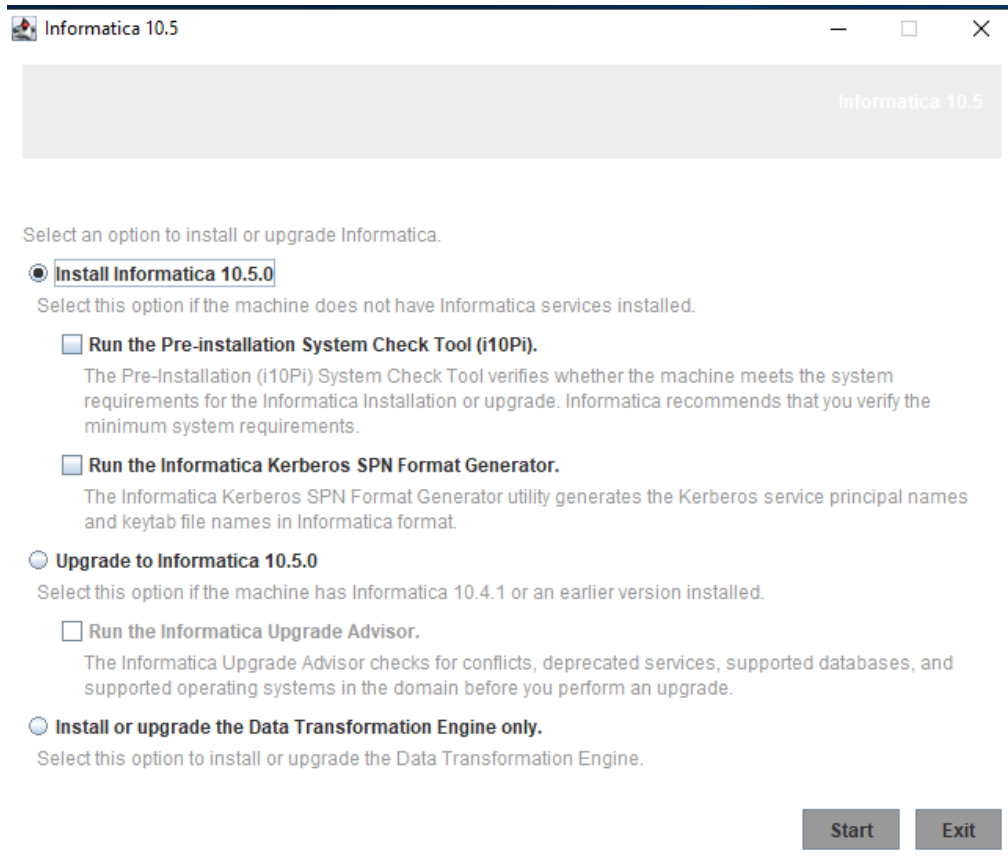 Informatica 10.5
Informatica 10.5
Select an option to install or upgrade Informatica.
Install Informatica 10.5.0
Select this option if the machine does not have Informatica services installed.
Run the Pre-installation System Check Tool (i10Pi).
The Pre-Installation (i10Pi) System Check Tool verifies whether the machine meets the system
requirements for the Informatica Installation or upgrade. Informatica recommends that you verify the
minimum system requirements.
Run the Informatica Kerberos SPN Format Generator.
The Informatica Kerberos SPN Format Generator utility generates the Kerberos service principal names
and keytab file names in Informatica format.
Upgrade to Informatica 10.5.0
Select this option if the machine has Informatica 10.4.1 or an earlier version installed.
Run the Informatica Upgrade Advisor.
The Informatica Upgrade Advisor checks for conflicts, deprecated services, supported databases, and
supported operating systems in the domain before you perform an upgrade.
Install or upgrade the Data Transformation Engine only.
Select this option to install or upgrade the Data Transformation Engine.
Start Exit